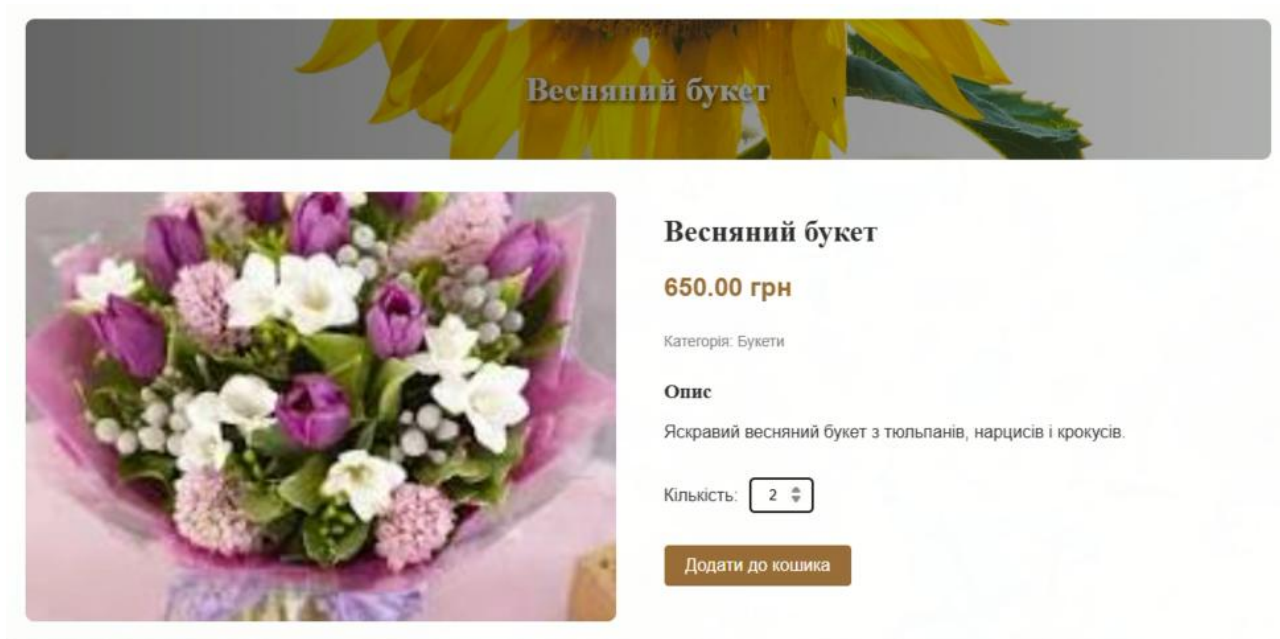 Весняний букет
Весняний букет
650.00 грн
Категорія: Букети
Опис
Яскравий весняний букет з тюльпанів, нарцисів і крокусів.
Кількість: 2
Додати до кошика